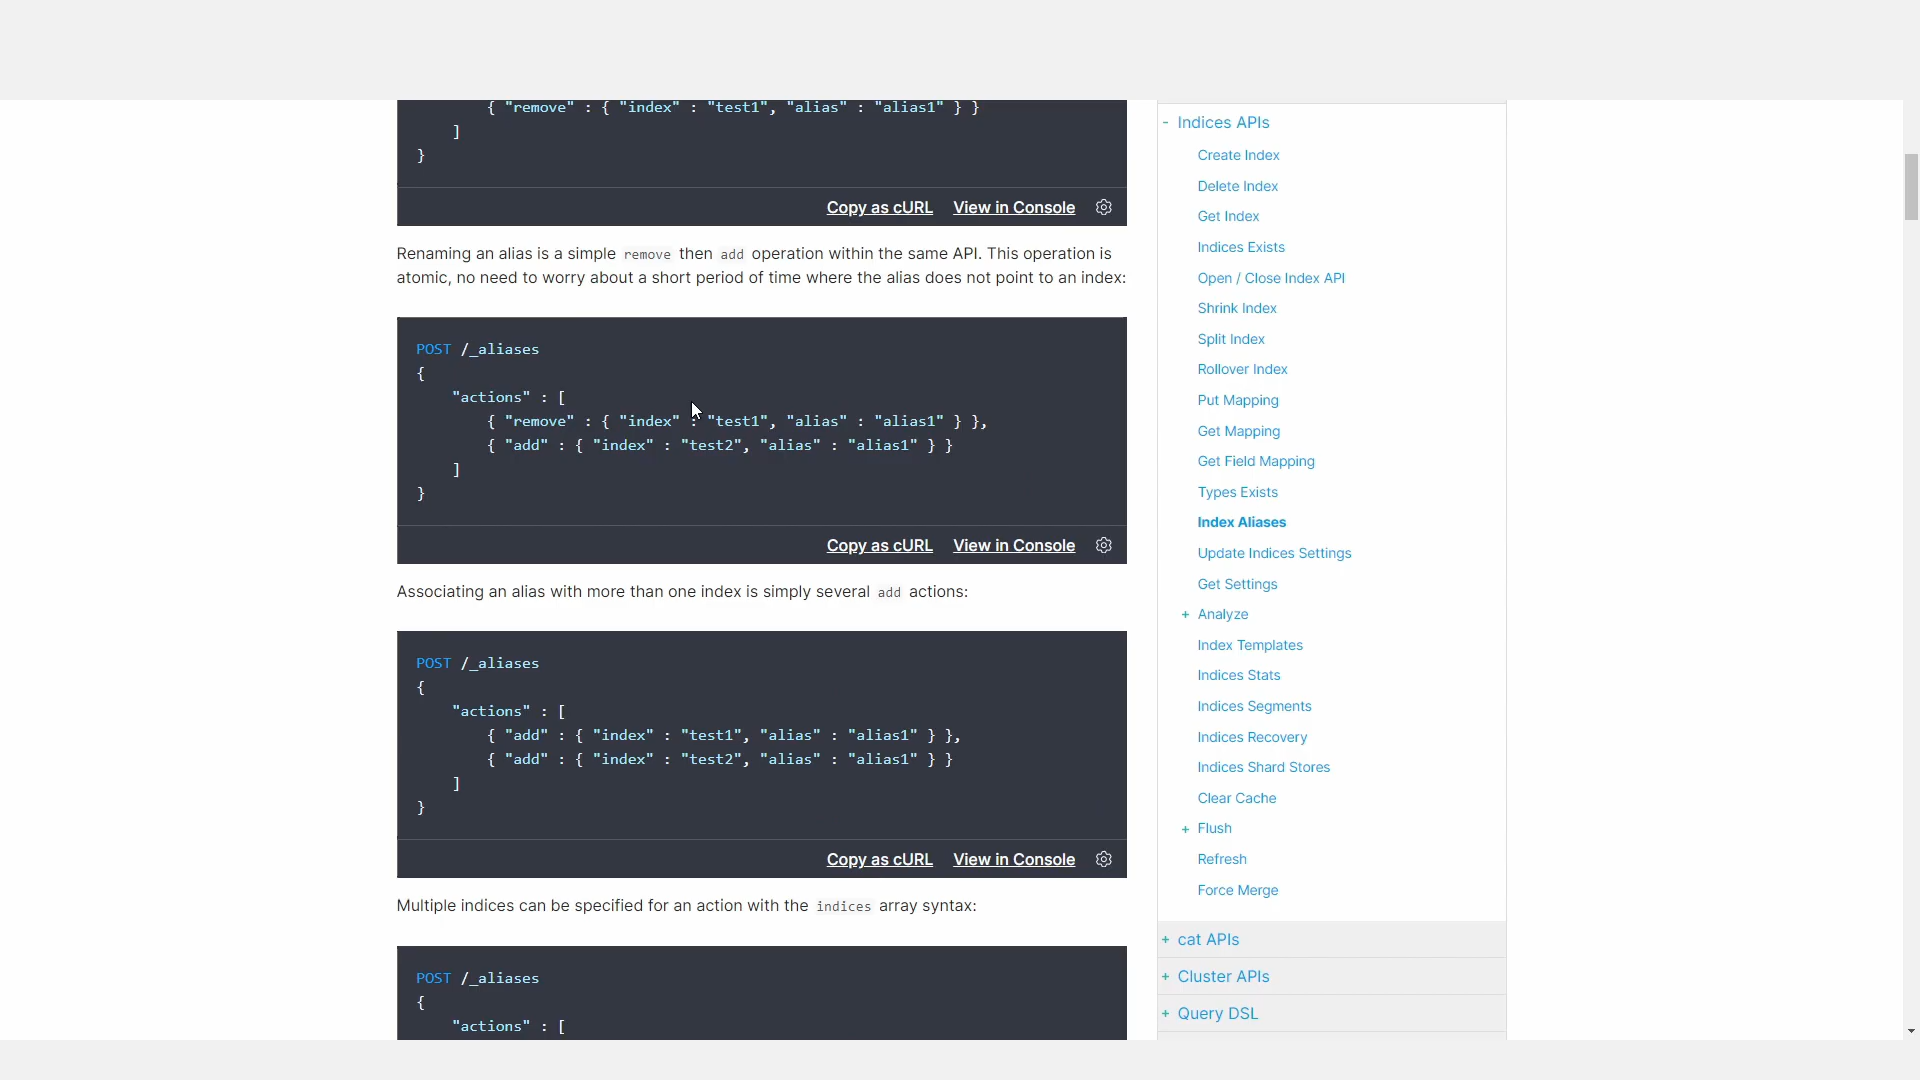 { "remove" : { "index" : "test1", "alias" : "alias1" } }
]
}
Copy as cURL View in Console
Renaming an alias is a simple remove then add operation within the same API. This operation is
atomic, no need to worry about a short period of time where the alias does not point to an index:
POST /_aliases
{
"actions" : [
{ "remove" : { "index" : "test1", "alias" : "alias1" } },
{ "add" : { "index" : "test2", "alias" : "alias1" } }
]
}
Copy as cURL View in Console
Associating an alias with more than one index is simply several add actions:
POST /_aliases
{
"actions" : [
{ "add" : { "index" : "test1", "alias" : "alias1" } },
{ "add" : { "index" : "test2", "alias" : "alias1" } }
]
}
Copy as cURL View in Console
Multiple indices can be specified for an action with the indices array syntax:
POST /_aliases
{
"actions" : [
- Indices APIs
Create Index
Delete Index
Get Index
Indices Exists
Open / Close Index API
Shrink Index
Split Index
Rollover Index
Put Mapping
Get Mapping
Get Field Mapping
Types Exists
Index Aliases
Update Indices Settings
Get Settings
+ Analyze
Index Templates
Indices Stats
Indices Segments
Indices Recovery
Indices Shard Stores
Clear Cache
+ Flush
Refresh
Force Merge
+ cat APIs
+ Cluster APIs
+ Query DSL